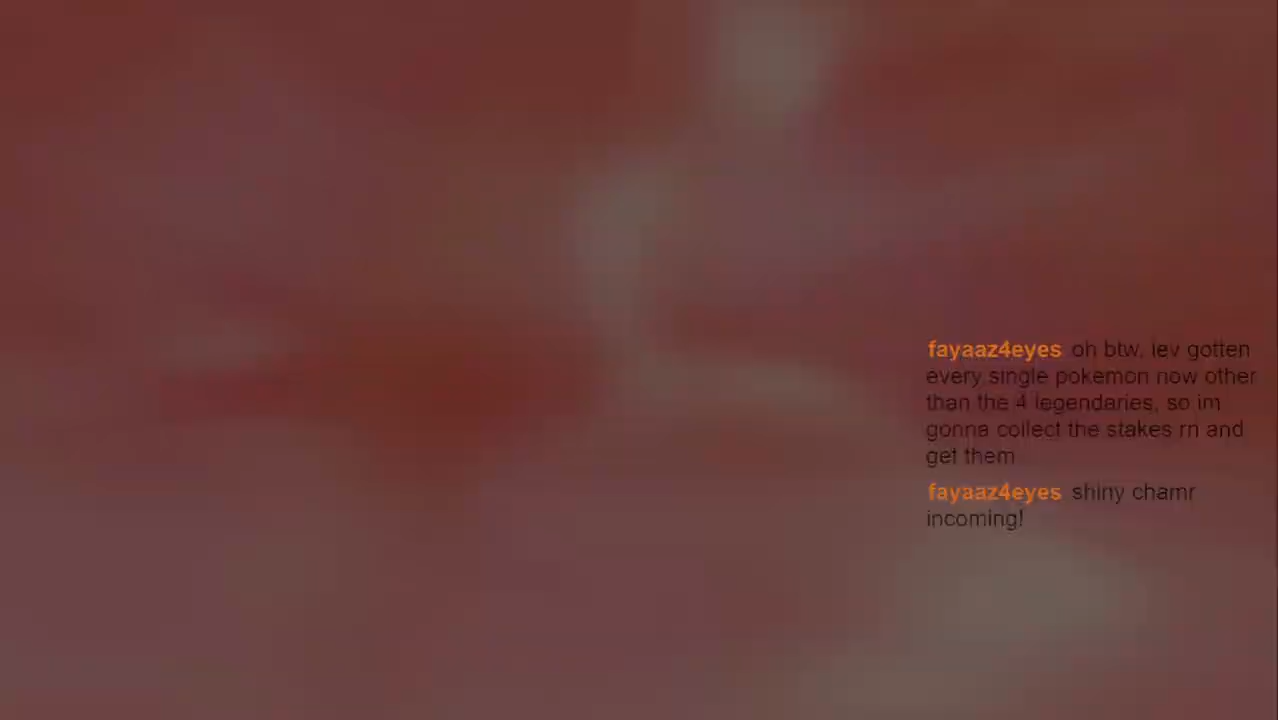 fayaaz4eyes oh btw, iev gotten
every single pokemon now other
than the 4 legendaries, so im
gonna collect the stakes rn and
get them
fayaaz4eyes shiny chamr
incoming!